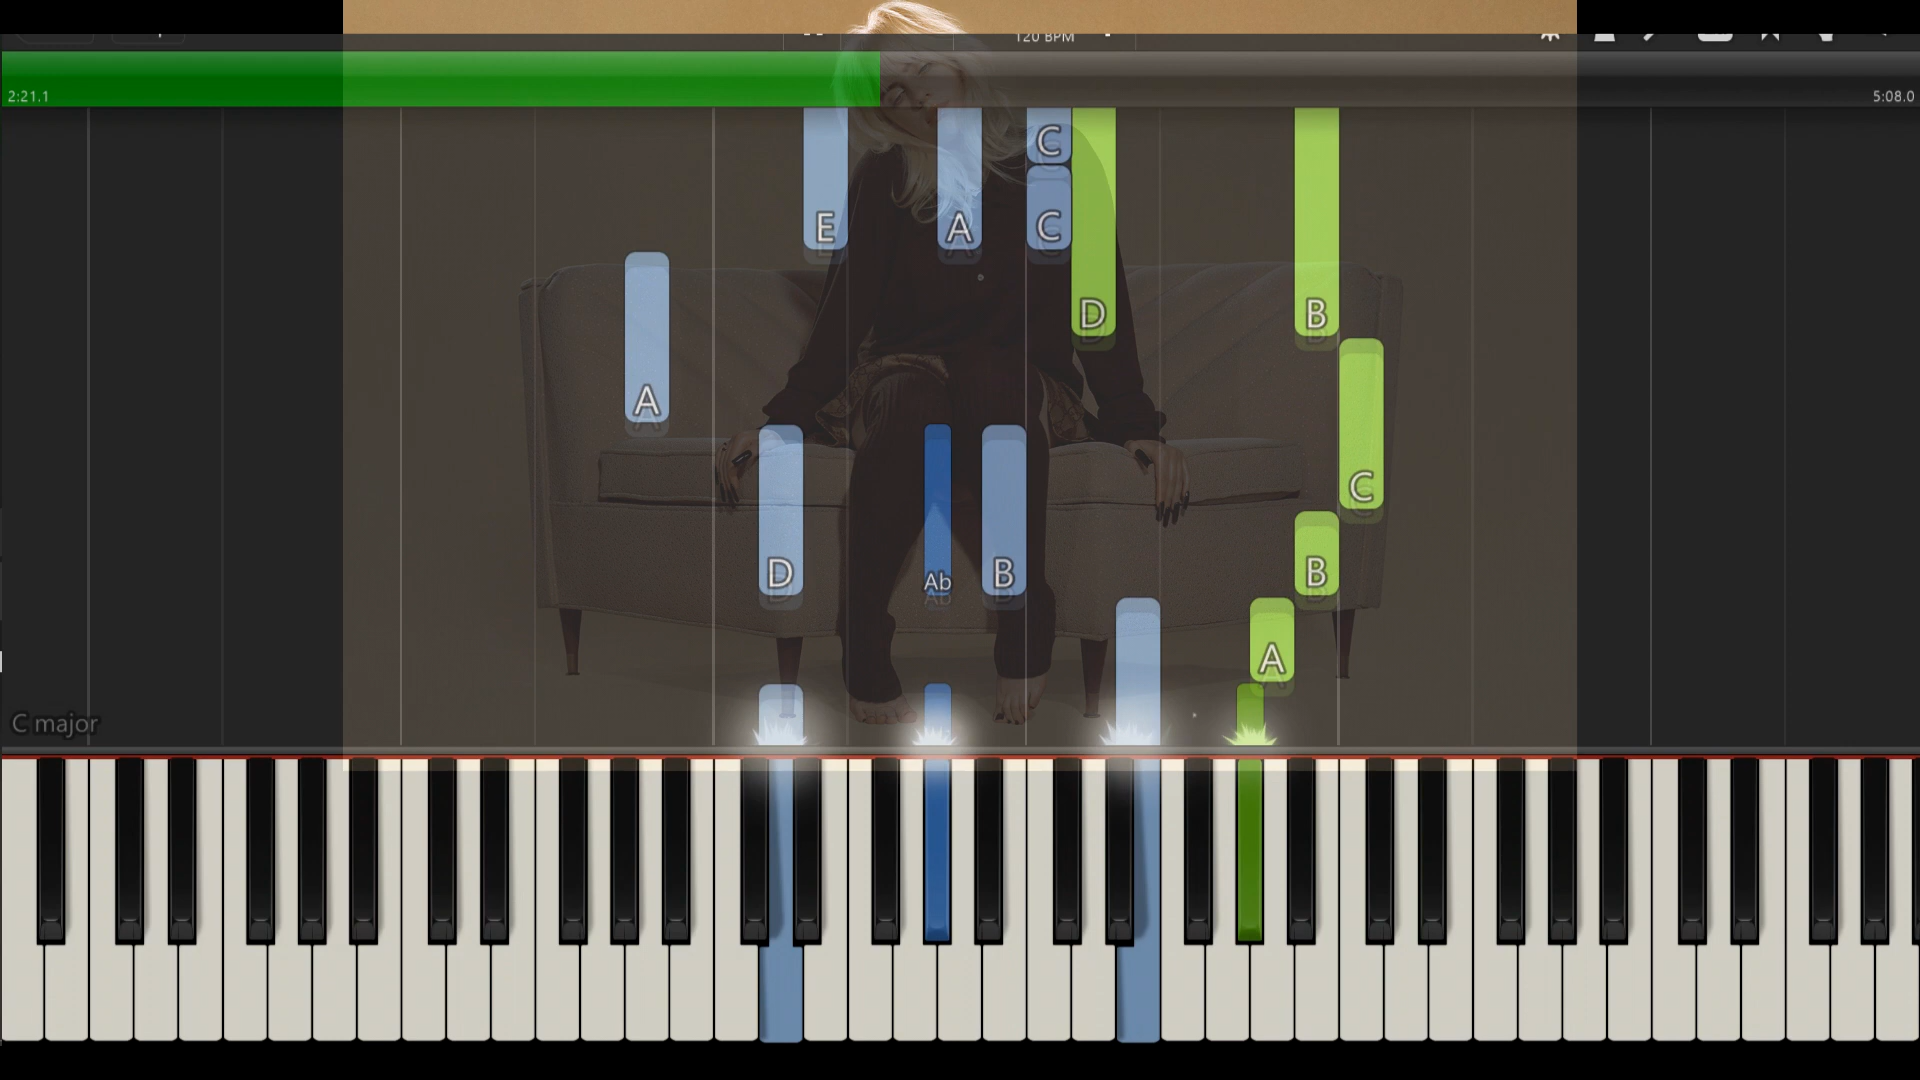 120 BPM
2:21.1 5:08.0
C
E A C
D B
A
C
D Ab B B
A
C major